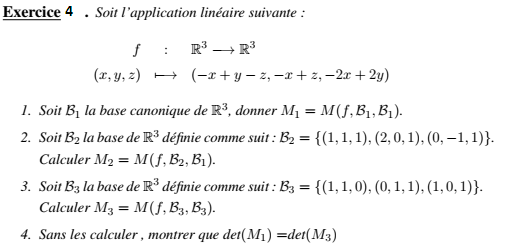 Exercice 4 . Soit l'application linéaire suivante :
f : ℝ³ ⟶ ℝ³
(x, y, z) ⟼ (−x + y − z, −x + z, −2x + 2y)
1. Soit ℬ₁ la base canonique de ℝ³, donner M₁ = M(f, ℬ₁, ℬ₁).
2. Soit ℬ₂ la base de ℝ³ définie comme suit : ℬ₂ = {(1, 1, 1), (2, 0, 1), (0, −1, 1)}.
Calculer M₂ = M(f, ℬ₂, ℬ₁).
3. Soit ℬ₃ la base de ℝ³ définie comme suit : ℬ₃ = {(1, 1, 0), (0, 1, 1), (1, 0, 1)}.
Calculer M₃ = M(f, ℬ₃, ℬ₃).
4. Sans les calculer , montrer que det(M₁) =det(M₃)